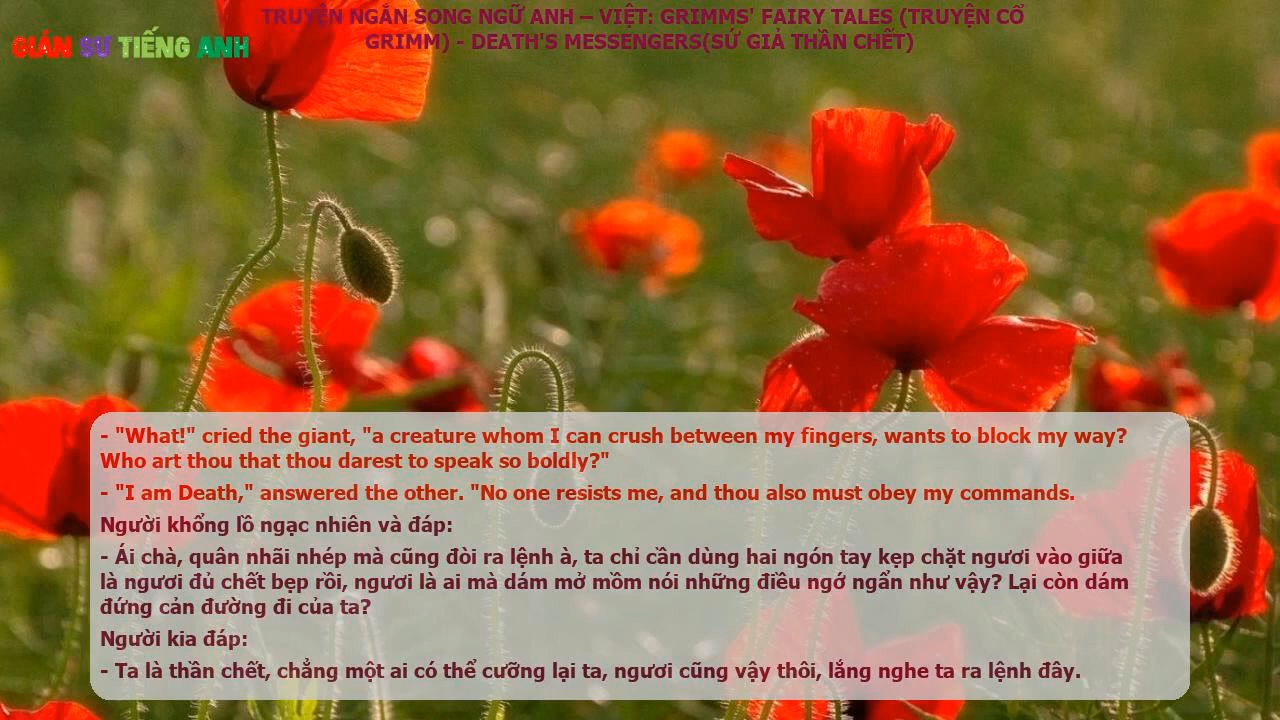 TRUYỆN NGẮN SONG NGỮ ANH – VIỆT: GRIMMS' FAIRY TALES (TRUYỆN CỔ
GRIMM) - DEATH'S MESSENGERS(SỨ GIẢ THẦN CHẾT)
GIÁN SỨ TIẾNG ANH
- "What!" cried the giant, "a creature whom I can crush between my fingers, wants to block my way?
Who art thou that thou darest to speak so boldly?"
- "I am Death," answered the other. "No one resists me, and thou also must obey my commands.
Người khổng lồ ngạc nhiên và đáp:
- Ái chà, quân nhãi nhép mà cũng đòi ra lệnh à, ta chỉ cần dùng hai ngón tay kẹp chặt ngươi vào giữa
là ngươi đủ chết bẹp rồi, ngươi là ai mà dám mở mồm nói những điều ngớ ngẩn như vậy? Lại còn dám
đứng cản đường đi của ta?
Người kia đáp:
- Ta là thần chết, chẳng một ai có thể cưỡng lại ta, ngươi cũng vậy thôi, lắng nghe ta ra lệnh đây.